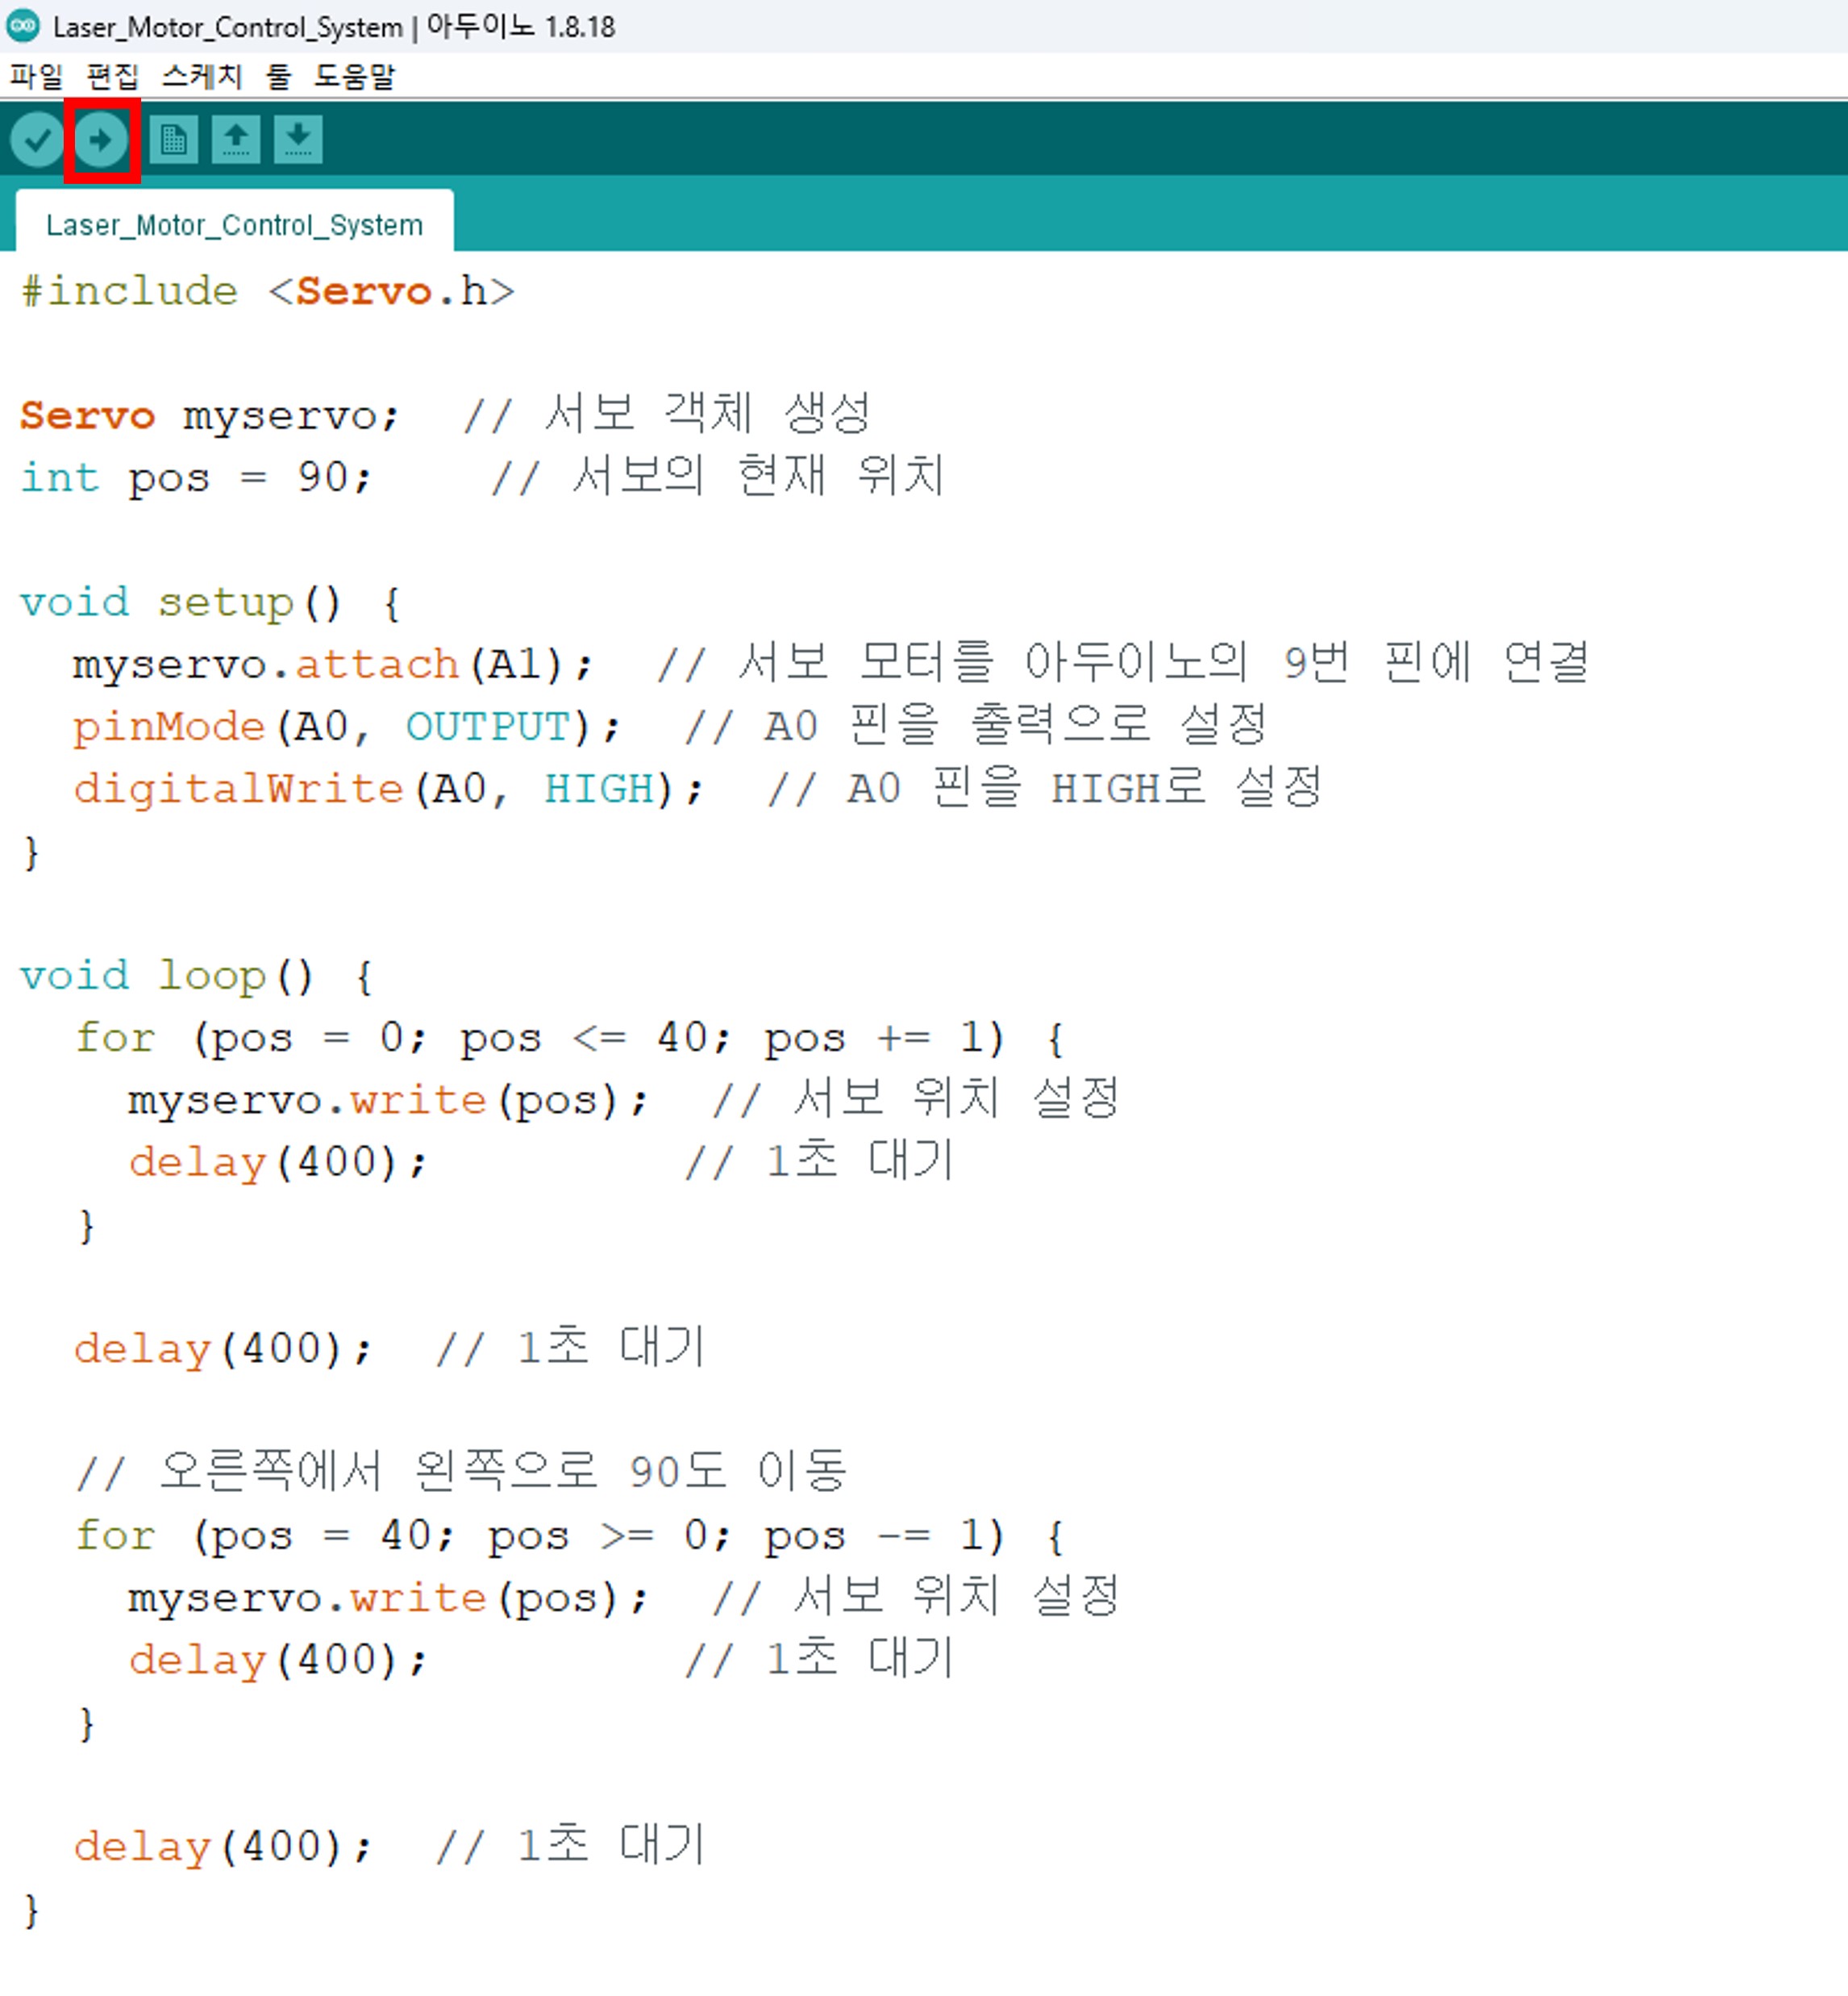 Laser_Motor_Control_System | 아두이노 1.8.18
파일 편집 스케치 툴 도움말
Laser_Motor_Control_System
#include <Servo.h>
Servo myservo;  // 서보 객체 생성
int pos = 90;    // 서보의 현재 위치
void setup() {
  myservo.attach(A1);  // 서보 모터를 아두이노의 9번 핀에 연결
  pinMode(A0, OUTPUT);  // A0 핀을 출력으로 설정
  digitalWrite(A0, HIGH);  // A0 핀을 HIGH로 설정
}
void loop() {
  for (pos = 0; pos <= 40; pos += 1) {
    myservo.write(pos);  // 서보 위치 설정
    delay(400);         // 1초 대기
  }
  delay(400);  // 1초 대기
  // 오른쪽에서 왼쪽으로 90도 이동
  for (pos = 40; pos >= 0; pos -= 1) {
    myservo.write(pos);  // 서보 위치 설정
    delay(400);         // 1초 대기
  }
  delay(400);  // 1초 대기
}